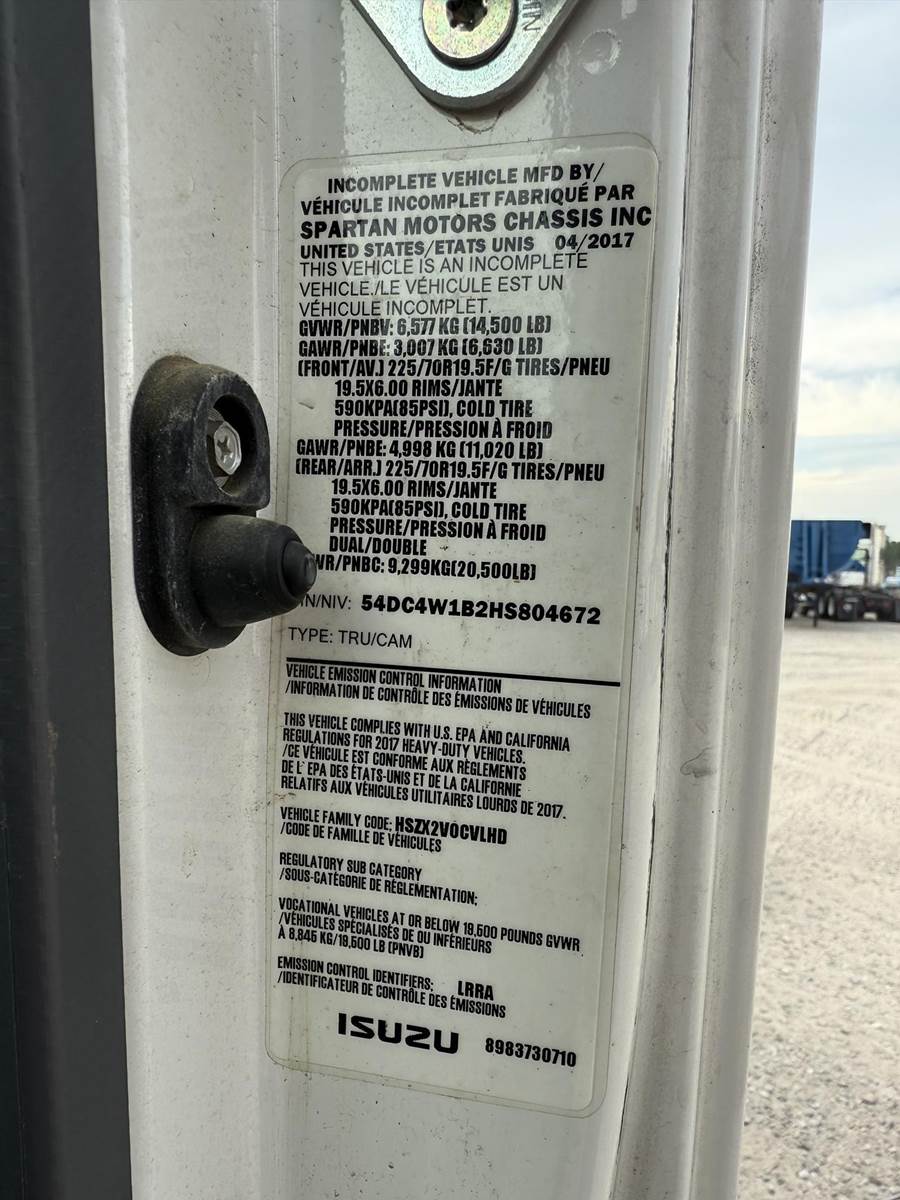 INCOMPLETE VEHICLE MFD BY/
VÉHICULE INCOMPLET FABRIQUÉ PAR
SPARTAN MOTORS CHASSIS INC
UNITED STATES/ETATS UNIS 04/2017
THIS VEHICLE IS AN INCOMPLETE
VEHICLE./LE VÉHICULE EST UN
VÉHICULE INCOMPLET.
GVWR/PNBV: 6,577 KG (14,500 LB)
GAWR/PNBE: 3,007 KG (6,630 LB)
(FRONT/AV.) 225/70R19.5F/G TIRES/PNEU
19.5X6.00 RIMS/JANTE
590KPA(85PSI), COLD TIRE
PRESSURE/PRESSION À FROID
GAWR/PNBE: 4,998 KG (11,020 LB)
(REAR/ARR.) 225/70R19.5F/G TIRES/PNEU
19.5X6.00 RIMS/JANTE
590KPA(85PSI), COLD TIRE
PRESSURE/PRESSION À FROID
DUAL/DOUBLE
WR/PNBC: 9,299KG(20,500LB)
IN/NIV: 54DC4W1B2HS804672
TYPE: TRU/CAM
VEHICLE EMISSION CONTROL INFORMATION
/INFORMATION DE CONTRÔLE DES ÉMISSIONS DE VÉHICULES
THIS VEHICLE COMPLIES WITH U.S. EPA AND CALIFORNIA
REGULATIONS FOR 2017 HEAVY-DUTY VEHICLES.
/CE VÉHICULE EST CONFORME AUX RÈGLEMENTS
DE L' EPA DES ÉTATS-UNIS ET DE LA CALIFORNIE
RELATIFS AUX VÉHICULES UTILITAIRES LOURDS DE 2017.
VEHICLE FAMILY CODE: HSZX2VOCVLHD
/CODE DE FAMILLE DE VÉHICULES
REGULATORY SUB CATEGORY
/SOUS-CATÉGORIE DE RÉGLEMENTATION:
VOCATIONAL VEHICLES AT OR BELOW 19,500 POUNDS GVWR
/VÉHICULES SPÉCIALISÉS DE OU INFÉRIEURS
À 8,845 KG/19,500 LB (PNVB)
EMISSION CONTROL IDENTIFIERS: LRRA
/IDENTIFICATEUR DE CONTRÔLE DES ÉMISSIONS
ISUZU 8983730710